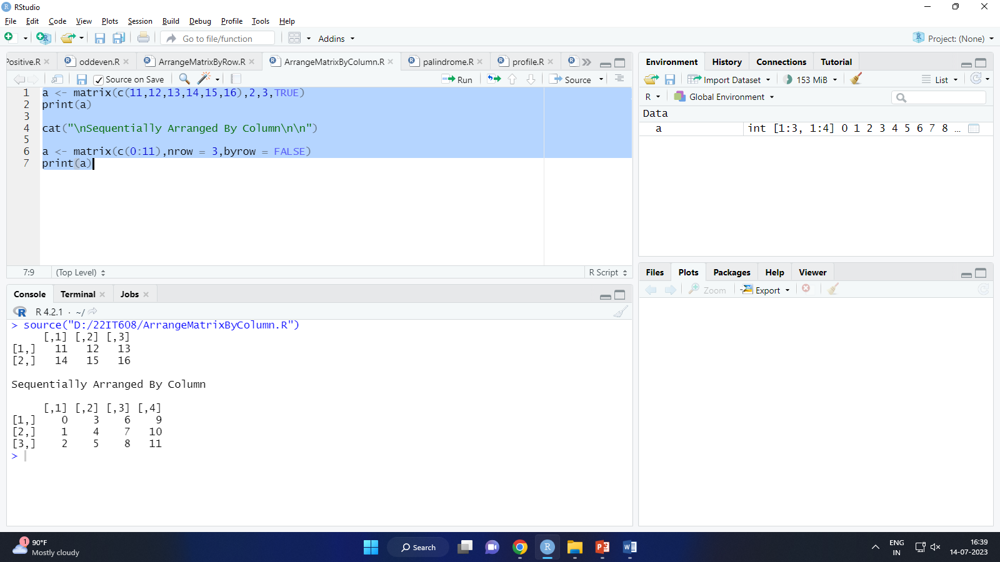 RStudio
File Edit Code View Plots Session Build Debug Profile Tools Help
Go to file/function Addins Project: (None)
Positive.R oddeven.R ArrangeMatrixByRow.R ArrangeMatrixByColumn.R palindrome.R profile.R
Source on Save Run Source
1 a <- matrix(c(11,12,13,14,15,16),2,3,TRUE)
2 print(a)
3
4 cat("\nSequentially Arranged By Column\n\n")
5
6 a <- matrix(c(0:11),nrow = 3,byrow = FALSE)
7 print(a)
7:9 (Top Level) R Script
Console Terminal Jobs
R 4.2.1 · ~/
> source("D:/22IT608/ArrangeMatrixByColumn.R")
[,1] [,2] [,3]
[1,] 11 12 13
[2,] 14 15 16
Sequentially Arranged By Column
[,1] [,2] [,3] [,4]
[1,] 0 3 6 9
[2,] 1 4 7 10
[3,] 2 5 8 11
>
Environment History Connections Tutorial
Import Dataset 153 MiB List
R Global Environment
Data
a int [1:3, 1:4] 0 1 2 3 4 5 6 7 8 ...
Files Plots Packages Help Viewer
Zoom Export
1 90°F
Mostly cloudy
Search
ENG
IN
16:39
14-07-2023